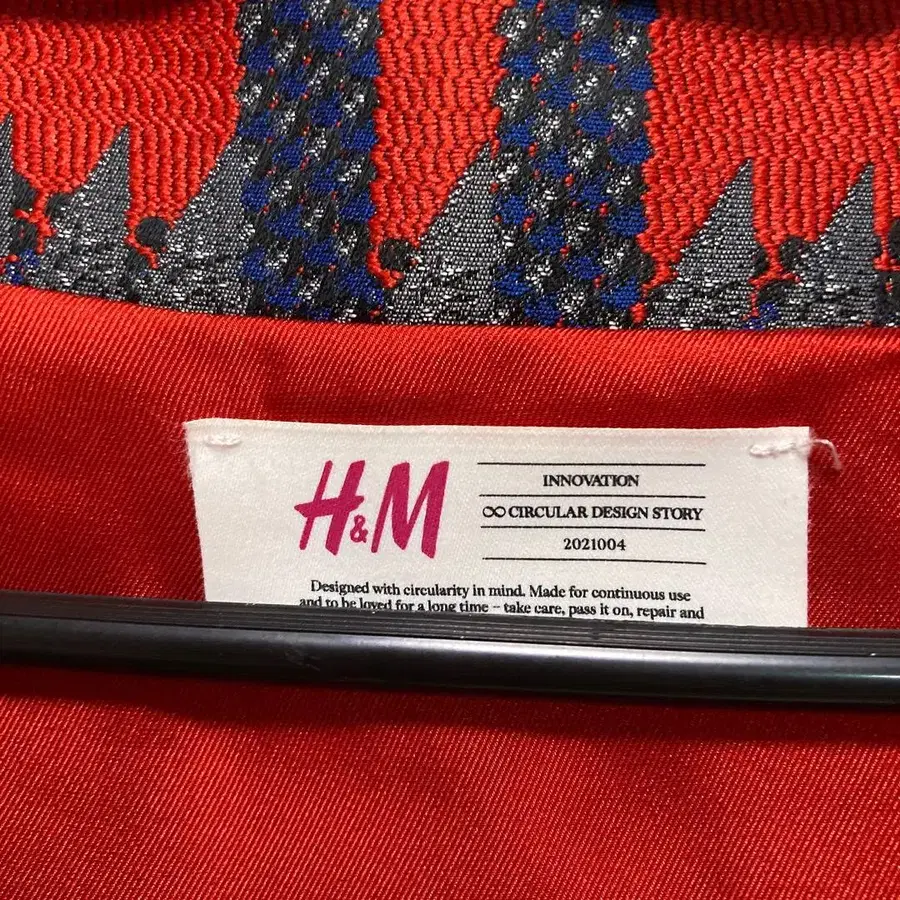 H&M
INNOVATION
∞ CIRCULAR DESIGN STORY
2021004
Designed with circularity in mind. Made for continuous use
and to be loved for a long time – take care, pass it on, repair and